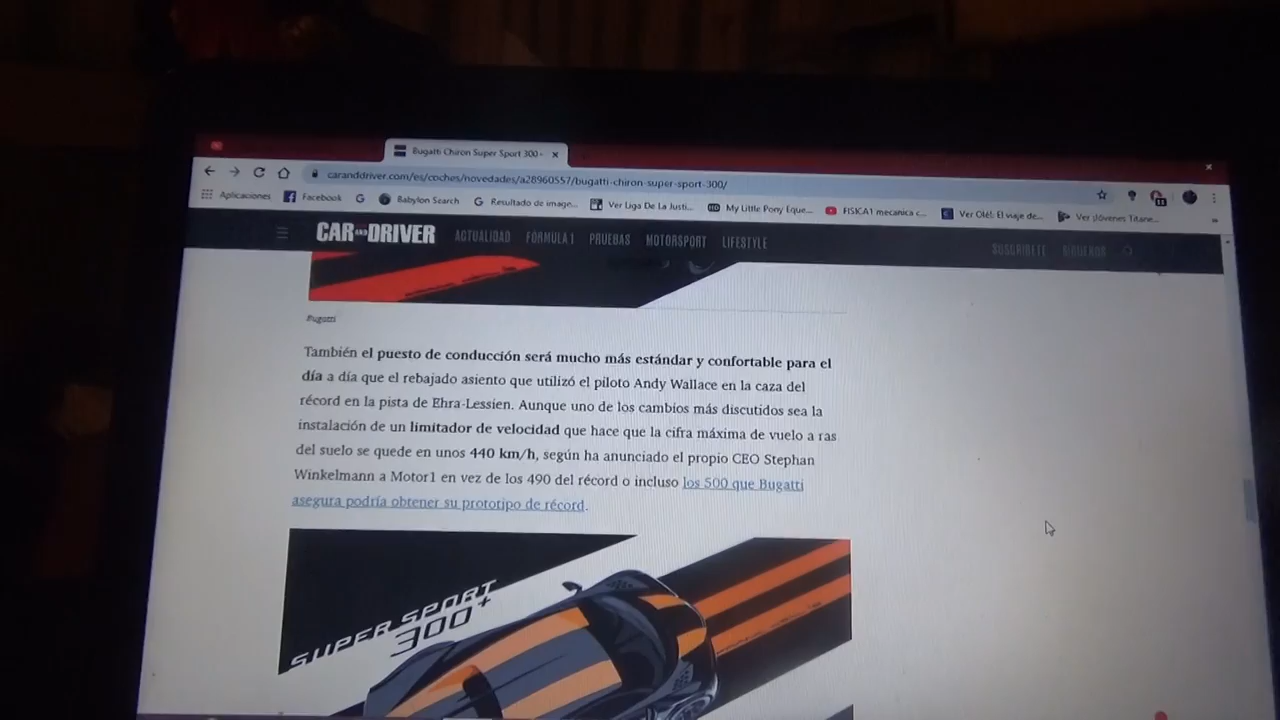 Bugatti Chiron Super Sport 300+
caranddriver.com/es/coches/novedades/a28960557/bugatti-chiron-super-sport-300/
Aplicaciones Facebook Babylon Search Resultado de image... Ver Liga De La Justi... My Little Pony Eque... FISICA1 mecanica c... Ver Olé!: El viaje de... Ver ¡Jóvenes Titane...
CAR AND DRIVER ACTUALIDAD FÓRMULA 1 PRUEBAS MOTORSPORT LIFESTYLE SUSCRÍBETE SÍGUENOS
Bugatti
También el puesto de conducción será mucho más estándar y confortable para el
día a día que el rebajado asiento que utilizó el piloto Andy Wallace en la caza del
récord en la pista de Ehra-Lessien. Aunque uno de los cambios más discutidos sea la
instalación de un limitador de velocidad que hace que la cifra máxima de vuelo a ras
del suelo se quede en unos 440 km/h, según ha anunciado el propio CEO Stephan
Winkelmann a Motor1 en vez de los 490 del récord o incluso los 500 que Bugatti
asegura podría obtener su prototipo de récord.
SUPER SPORT
300+